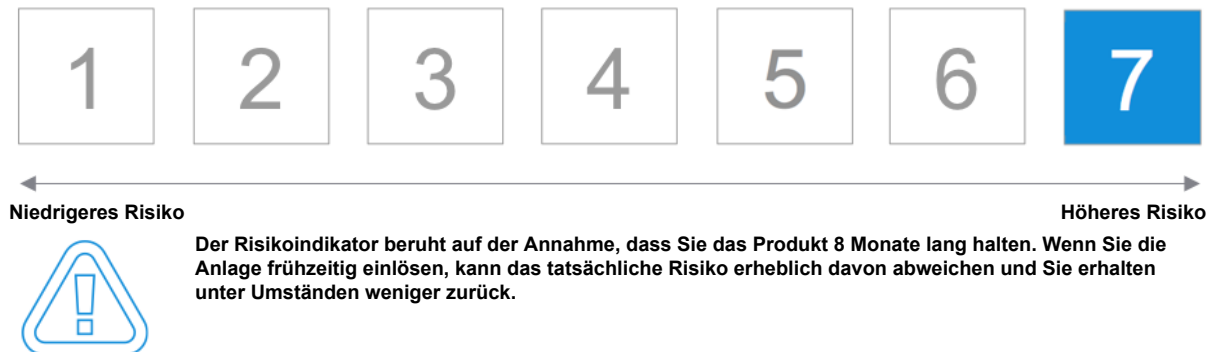 1 2 3 4 5 6 7
Niedrigeres Risiko Höheres Risiko
Der Risikoindikator beruht auf der Annahme, dass Sie das Produkt 8 Monate lang halten. Wenn Sie die
Anlage frühzeitig einlösen, kann das tatsächliche Risiko erheblich davon abweichen und Sie erhalten
unter Umständen weniger zurück.